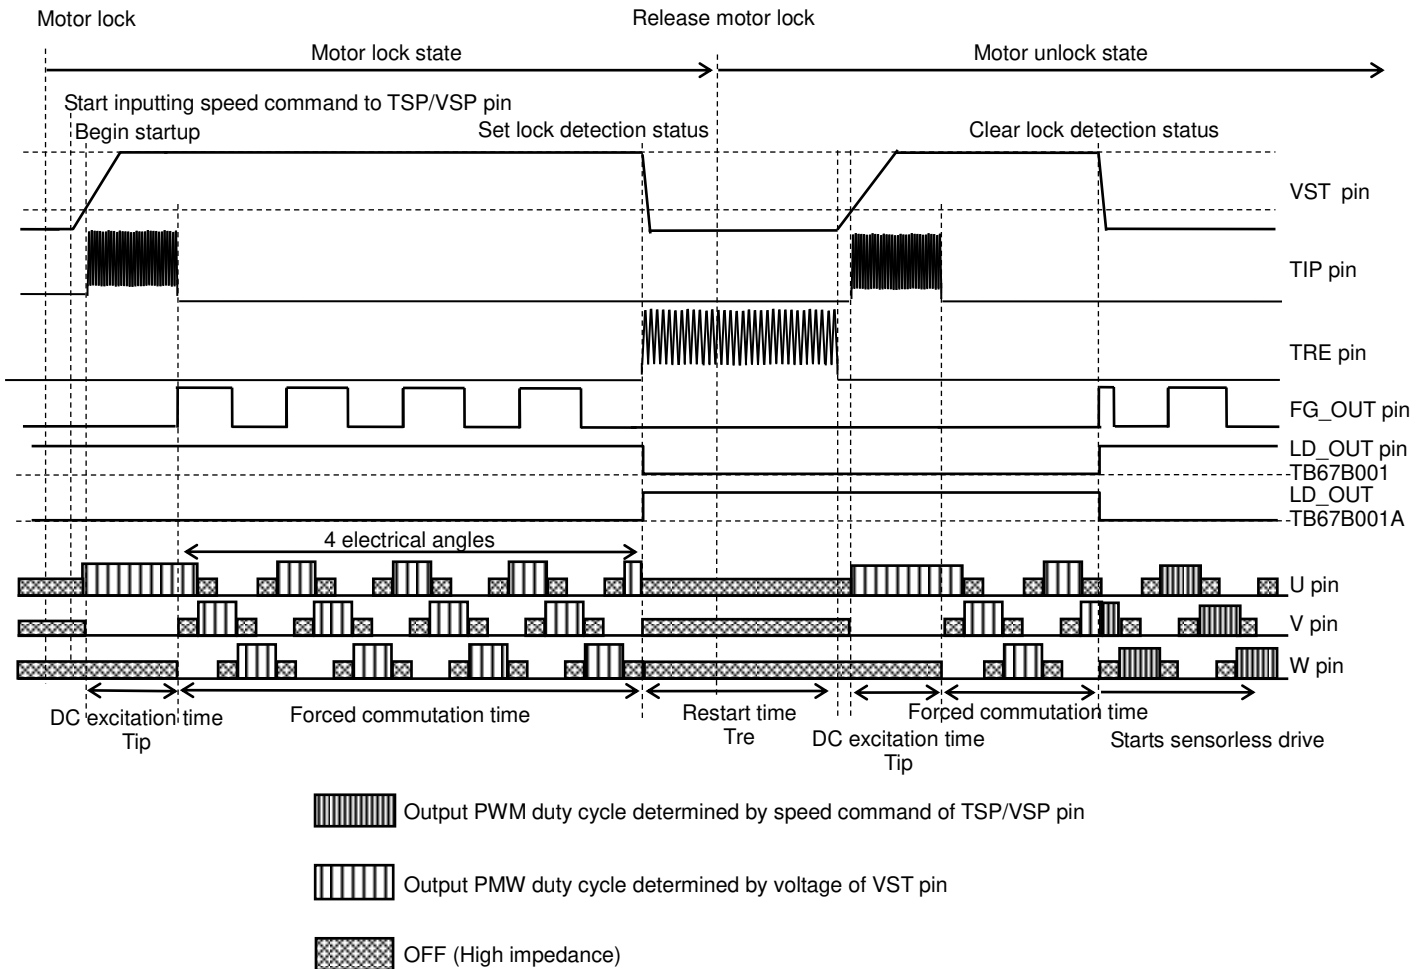 Motor lock
Release motor lock
Motor lock state
Motor unlock state
Start inputting speed command to TSP/VSP pin
Begin startup
Set lock detection status
Clear lock detection status
VST pin
TIP pin
TRE pin
FG_OUT pin
LD_OUT pin
TB67B001
LD_OUT
TB67B001A
4 electrical angles
U pin
V pin
W pin
DC excitation time
Tip
Forced commutation time
Restart time
Tre
DC excitation time
Tip
Forced commutation time
Starts sensorless drive
Output PWM duty cycle determined by speed command of TSP/VSP pin
Output PMW duty cycle determined by voltage of VST pin
OFF (High impedance)